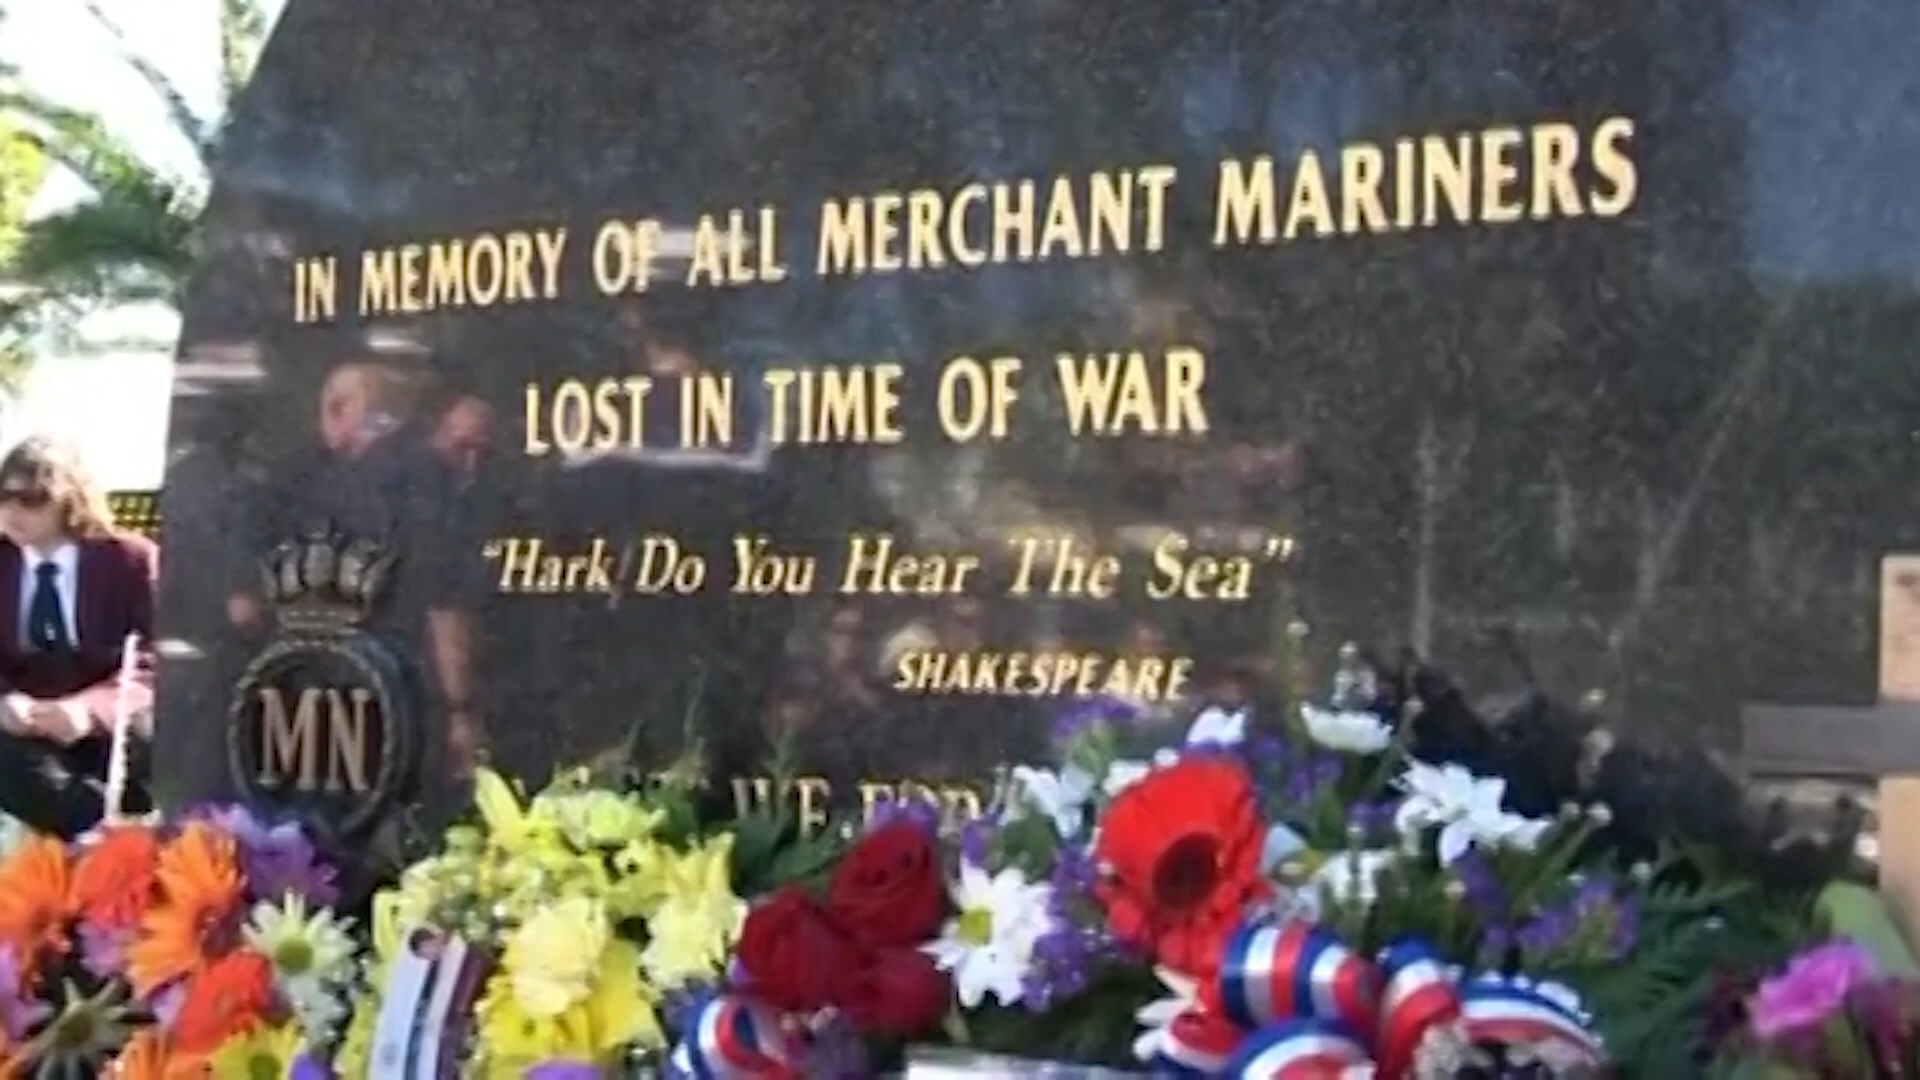 IN MEMORY OF ALL MERCHANT MARINERS
LOST IN TIME OF WAR
"Hark Do You Hear The Sea"
SHAKESPEARE
MN
WE